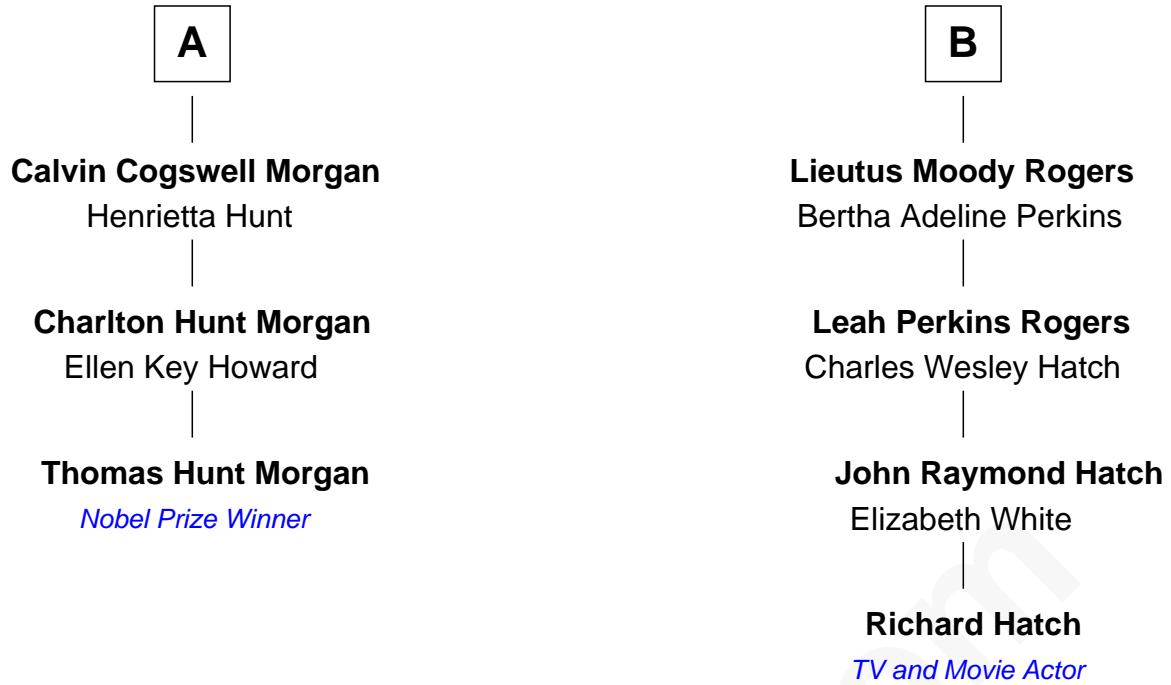 A
Calvin Cogswell Morgan
Henrietta Hunt
Charlton Hunt Morgan
Ellen Key Howard
Thomas Hunt Morgan
Nobel Prize Winner
B
Lieutus Moody Rogers
Bertha Adeline Perkins
Leah Perkins Rogers
Charles Wesley Hatch
John Raymond Hatch
Elizabeth White
Richard Hatch
TV and Movie Actor